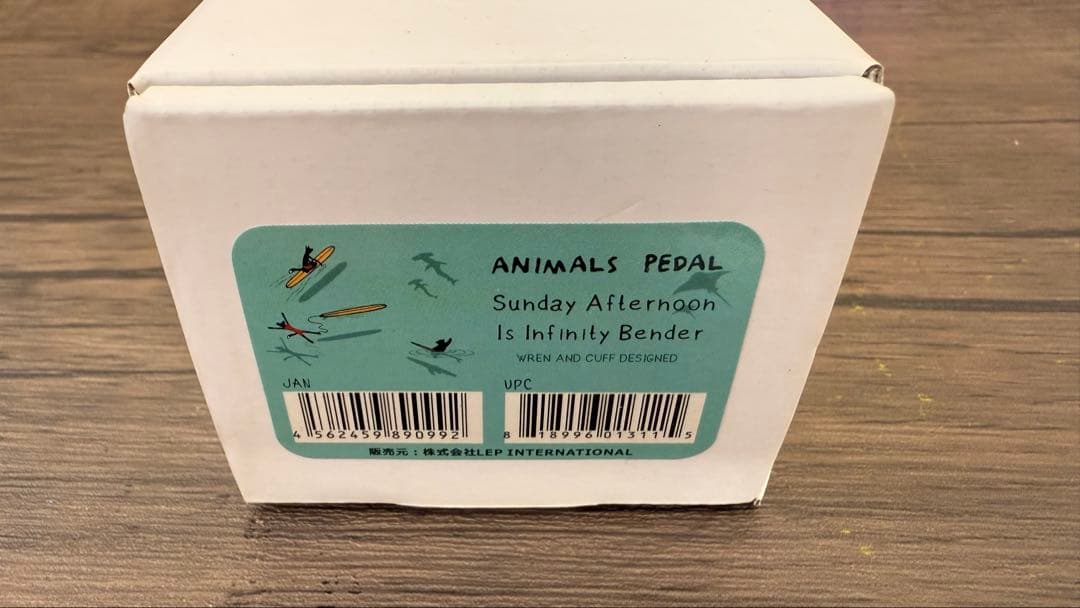 ANIMALS PEDAL
Sunday Afternoon
Is Infinity Bender
WREN AND CUFF DESIGNED
JAN
UPC
4 562459 890992
8 18996 01311 5
販売元：株式会社LEP INTERNATIONAL